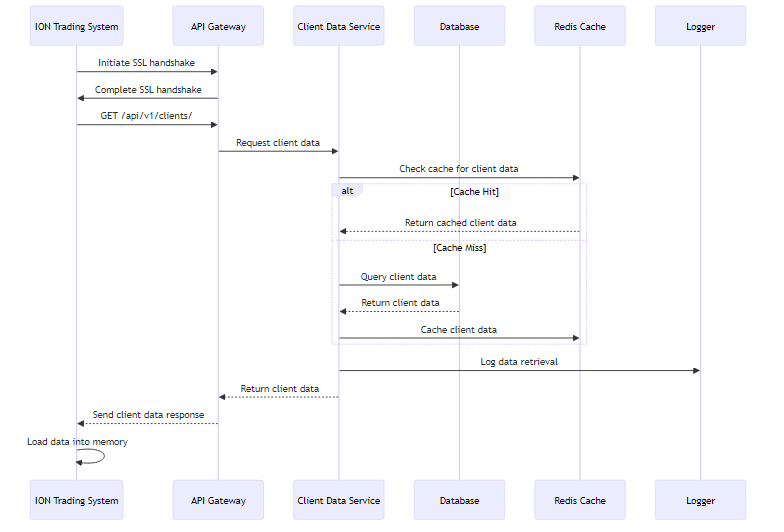 ION Trading System
API Gateway
Client Data Service
Database
Redis Cache
Logger
Initiate SSL handshake
Complete SSL handshake
GET /api/v1/clients/
Request client data
Check cache for client data
alt
[Cache Hit]
Return cached client data
[Cache Miss]
Query client data
Return client data
Cache client data
Log data retrieval
Return client data
Send client data response
Load data into memory
ION Trading System
API Gateway
Client Data Service
Database
Redis Cache
Logger